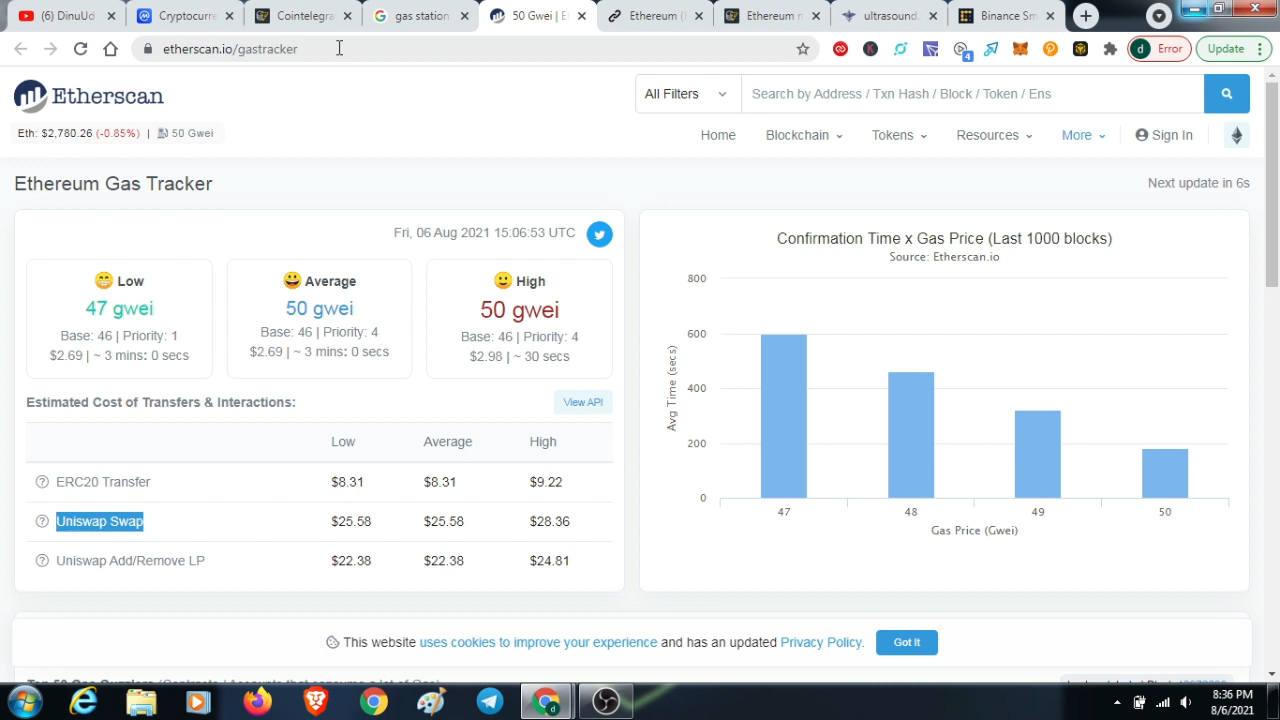 (6) DinuUd
Cryptocurre
Cointelegra
gas station
50 Gwei | E
Ethereum (
Ethereum n
ultrasound.
Binance Sm
etherscan.io/gastracker
4
d Error
Update
Etherscan
All Filters
Search by Address / Txn Hash / Block / Token / Ens
Eth: $2,780.26 (-0.85%) | 50 Gwei
Home Blockchain Tokens Resources More Sign In
Ethereum Gas Tracker
Next update in 6s
Fri, 06 Aug 2021 15:06:53 UTC
Low
47 gwei
Base: 46 | Priority: 1
$2.69 | ~ 3 mins: 0 secs
Average
50 gwei
Base: 46 | Priority: 4
$2.69 | ~ 3 mins: 0 secs
High
50 gwei
Base: 46 | Priority: 4
$2.98 | ~ 30 secs
Estimated Cost of Transfers & Interactions:
View API
Low Average High
ERC20 Transfer $8.31 $8.31 $9.22
Uniswap Swap $25.58 $25.58 $28.36
Uniswap Add/Remove LP $22.38 $22.38 $24.81
Confirmation Time x Gas Price (Last 1000 blocks)
Source: Etherscan.io
Avg Time (secs)
800
600
400
200
0
47 48 49 50
Gas Price (Gwei)
This website uses cookies to improve your experience and has an updated Privacy Policy.
Got It
d
8:36 PM
8/6/2021